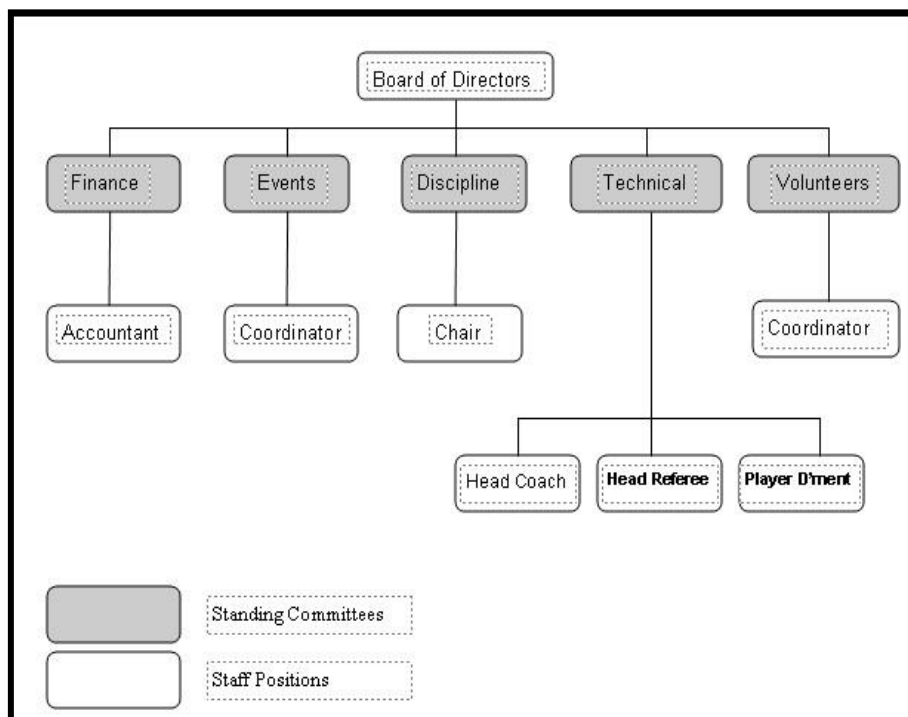 Board of Directors
Finance
Events
Discipline
Technical
Volunteers
Accountant
Coordinator
Chair
Coordinator
Head Coach
Head Referee
Player D'ment
Standing Committees
Staff Positions